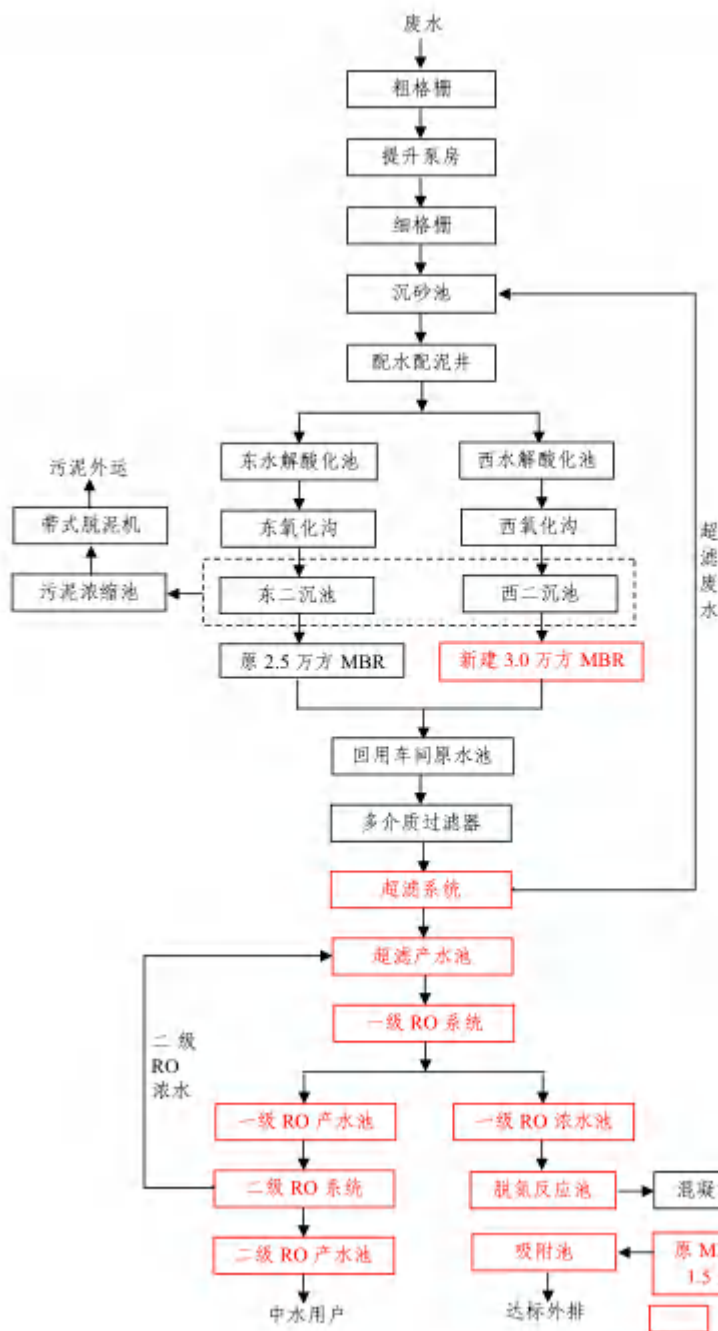 废水
粗格栅
提升泵房
细格栅
沉砂池
配水配泥井
东水解酸化池
西水解酸化池
污泥外运
带式脱泥机
东氧化沟
西氧化沟
超滤废水
污泥浓缩池
东二沉池
西二沉池
原 2.5 万方 MBR
新建 3.0 万方 MBR
回用车间原水池
多介质过滤器
超滤系统
超滤产水池
一级 RO 系统
二级
RO
浓水
一级 RO 产水池
一级 RO 浓水池
二级 RO 系统
脱氮反应池
混凝
二级 RO 产水池
吸附池
原 M
1.5
中水用户
达标外排